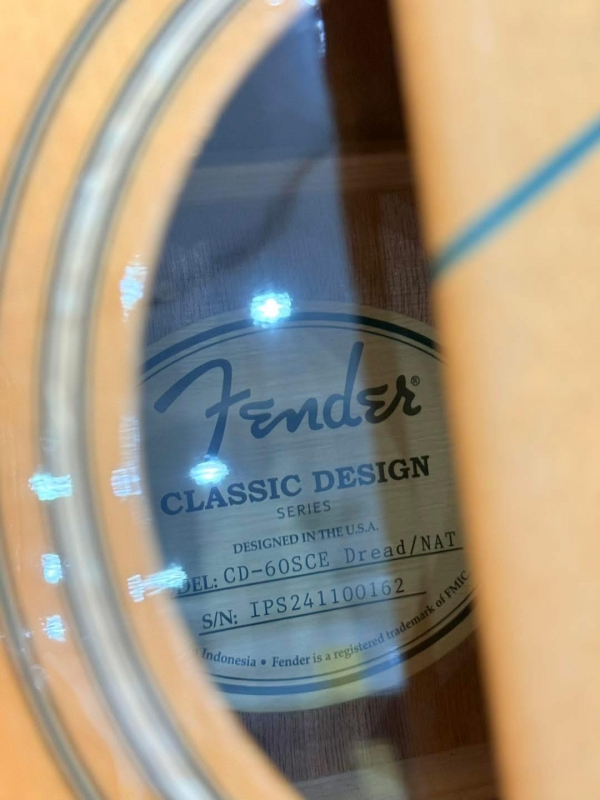 Fender®
CLASSIC DESIGN
SERIES
DESIGNED IN THE U.S.A.
CD-60SCE Dread/NAT
S/N: IPS241100162
Indonesia • Fender is a registered trademark of FMIC